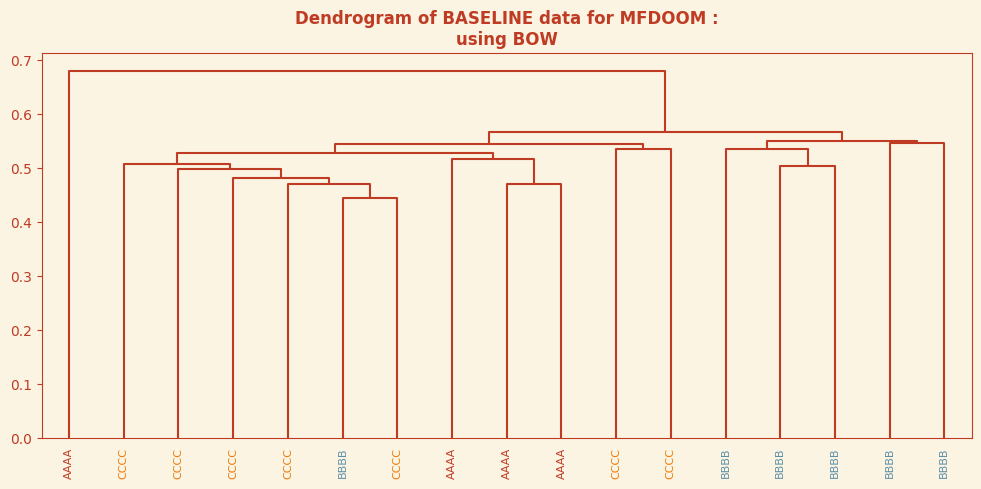 Dendrogram of BASELINE data for MFDOOM :
using BOW
0.7
0.6
0.5
0.4
0.3
0.2
0.1
0.0
AAAA
CCCC
CCCC
CCCC
CCCC
BBBB
CCCC
AAAA
AAAA
AAAA
CCCC
CCCC
BBBB
BBBB
BBBB
BBBB
BBBB